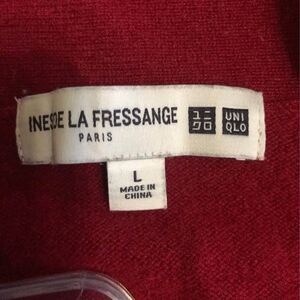 INES DE LA FRESSANGE ユニ UNI
PARIS クロ QLO
L
MADE IN
CHINA